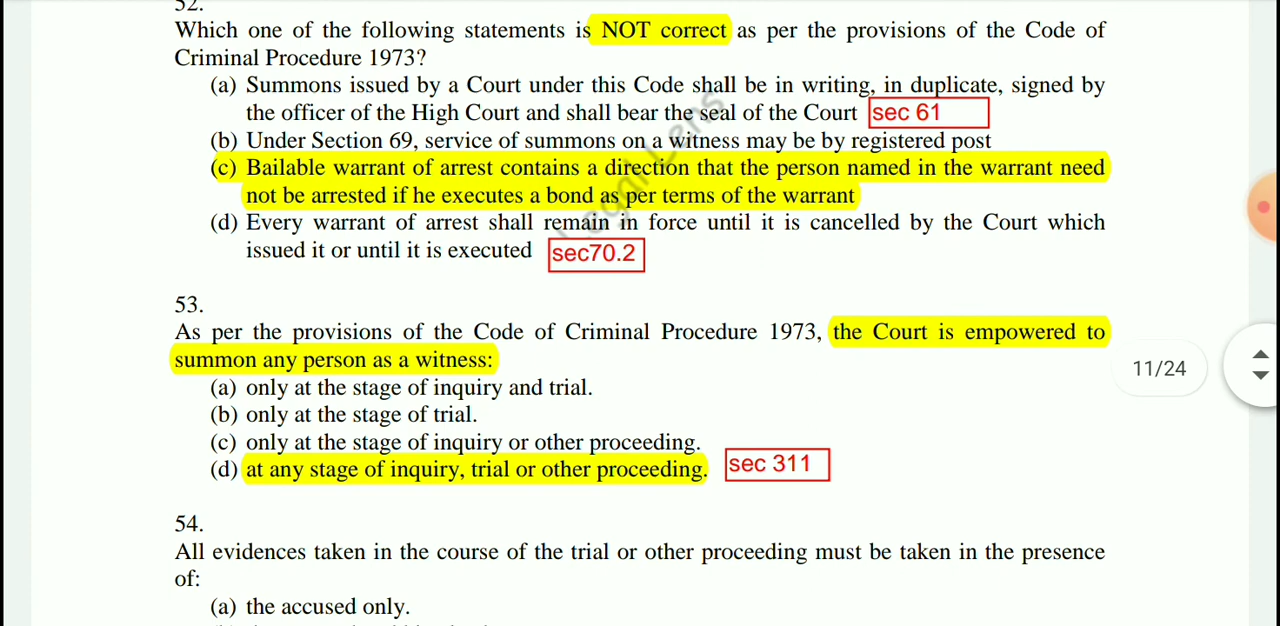 52.
Which one of the following statements is NOT correct as per the provisions of the Code of
Criminal Procedure 1973?
(a) Summons issued by a Court under this Code shall be in writing, in duplicate, signed by
the officer of the High Court and shall bear the seal of the Court sec 61
(b) Under Section 69, service of summons on a witness may be by registered post
(c) Bailable warrant of arrest contains a direction that the person named in the warrant need
not be arrested if he executes a bond as per terms of the warrant
(d) Every warrant of arrest shall remain in force until it is cancelled by the Court which
issued it or until it is executed sec70.2
Legal Lens
53.
As per the provisions of the Code of Criminal Procedure 1973, the Court is empowered to
summon any person as a witness:
11/24
(a) only at the stage of inquiry and trial.
(b) only at the stage of trial.
(c) only at the stage of inquiry or other proceeding.
(d) at any stage of inquiry, trial or other proceeding. sec 311
54.
All evidences taken in the course of the trial or other proceeding must be taken in the presence
of:
(a) the accused only.